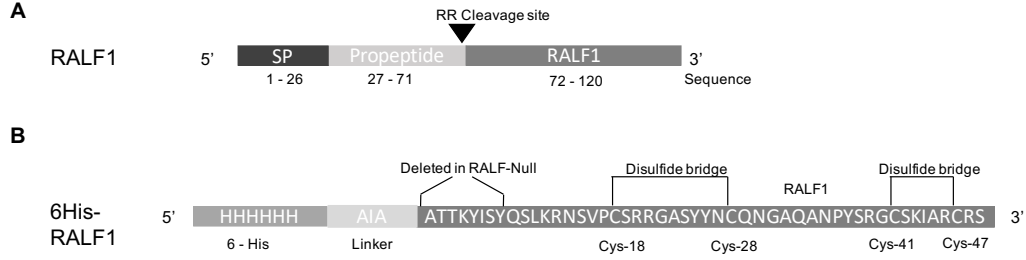 A
RR Cleavage site
RALF1 5’ SP Propeptide RALF1 3’
1 - 26 27 - 71 72 - 120 Sequence
B
Deleted in RALF-Null Disulfide bridge Disulfide bridge
RALF1
6His-RALF1 5’ HHHHHH AIA ATTKYISYQSLKRNSVPCSRRGASYYNCQNGAQANPYSRGCSKIARCRS 3’
6 - His Linker Cys-18 Cys-28 Cys-41 Cys-47